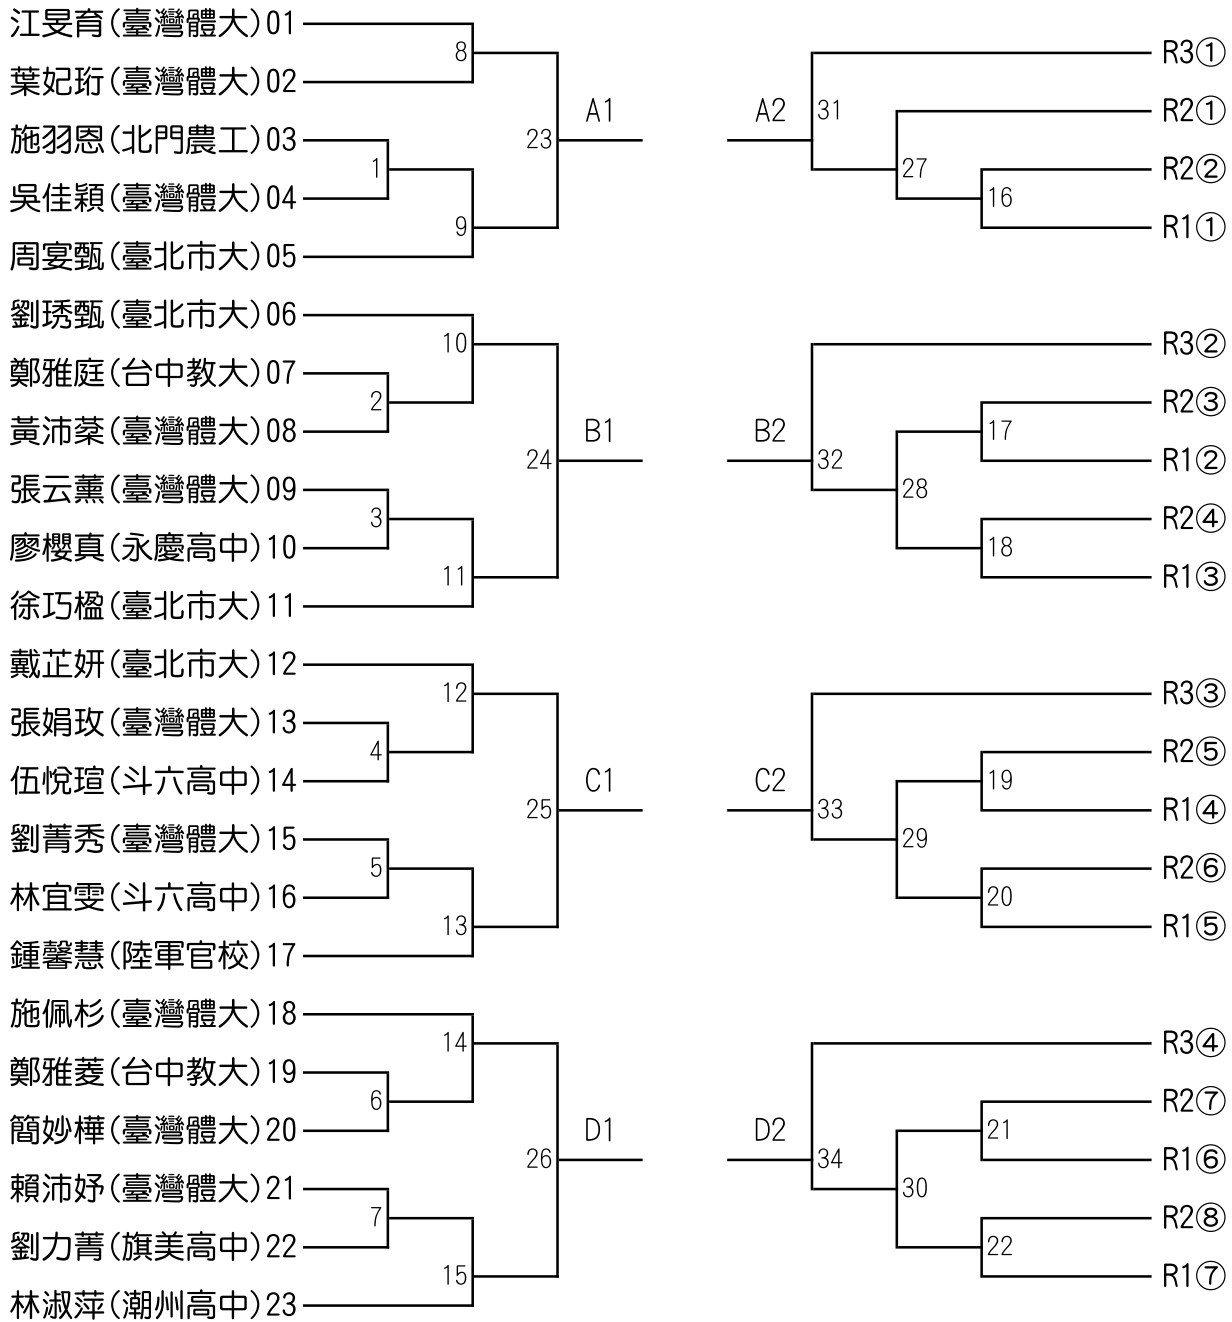 江旻育(臺灣體大)01
8
葉妃珩(臺灣體大)02
施羽恩(北門農工)03
1
23
A1
吳佳穎(臺灣體大)04
9
周宴甄(臺北市大)05
劉琇甄(臺北市大)06
10
鄭雅庭(台中教大)07
2
黃沛棻(臺灣體大)08
24
B1
張云薰(臺灣體大)09
3
廖櫻真(永慶高中)10
11
徐巧楹(臺北市大)11
戴芷妍(臺北市大)12
12
張娟玫(臺灣體大)13
4
伍悅瑄(斗六高中)14
25
C1
劉菁秀(臺灣體大)15
5
林宜雯(斗六高中)16
13
鍾馨慧(陸軍官校)17
施佩杉(臺灣體大)18
14
鄭雅菱(台中教大)19
6
簡妙樺(臺灣體大)20
26
D1
賴沛妤(臺灣體大)21
7
劉力菁(旗美高中)22
15
林淑萍(潮州高中)23
R3①
A2
31
R2①
27
R2②
16
R1①
R3②
R2③
B2
17
32
R1②
28
R2④
18
R1③
R3③
R2⑤
C2
19
33
R1④
29
R2⑥
20
R1⑤
R3④
R2⑦
D2
21
34
R1⑥
30
R2⑧
22
R1⑦